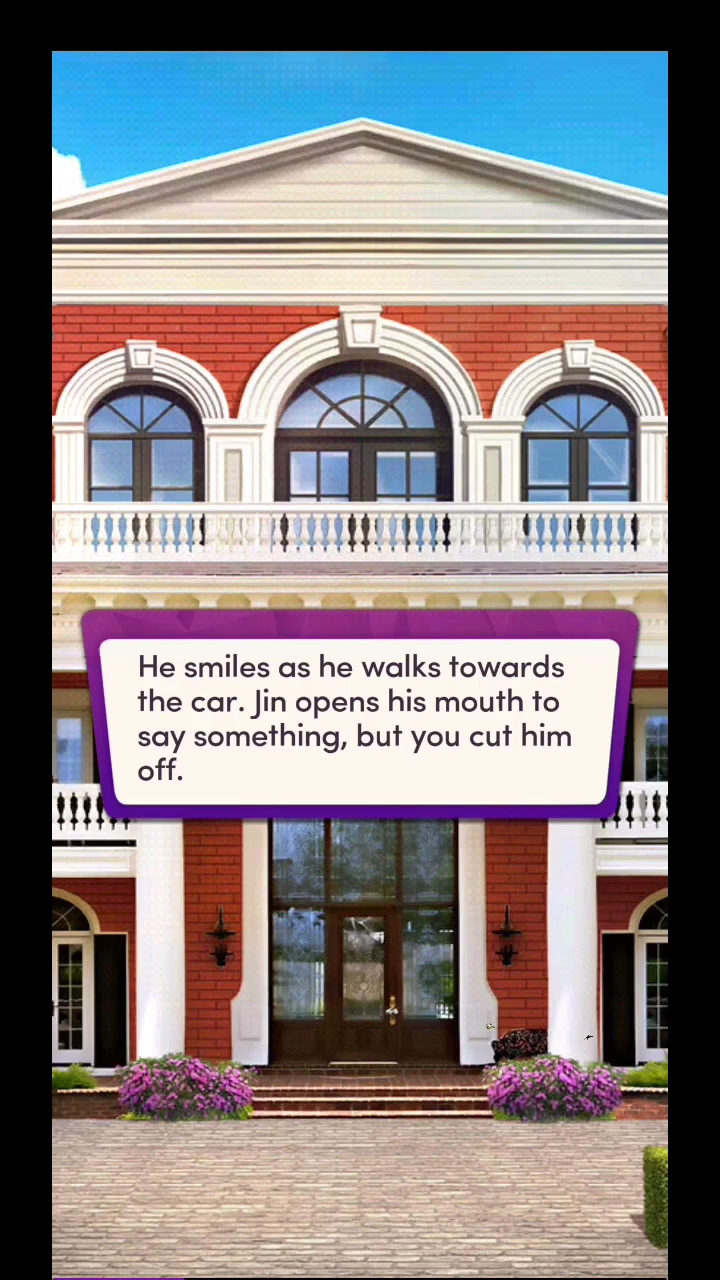 He smiles as he walks towards
the car. Jin opens his mouth to
say something, but you cut him
off.